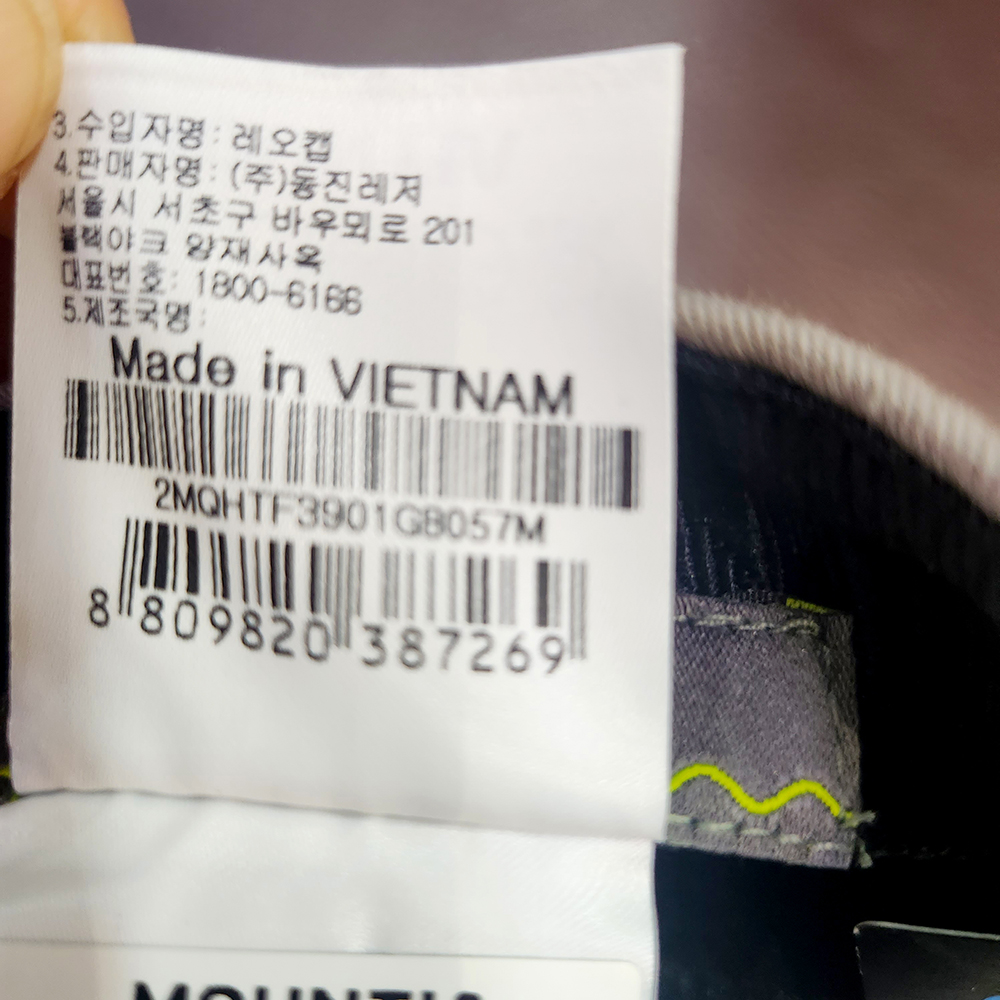 3.수입자명: 레오캡
4.판매자명: (주)동진레저
서울시 서초구 바우뫼로 201
블랙야크 양재사옥
대표번호: 1800-6166
5.제조국명:
Made in VIETNAM
2MQHTF3901GB057M
8 809820 387269